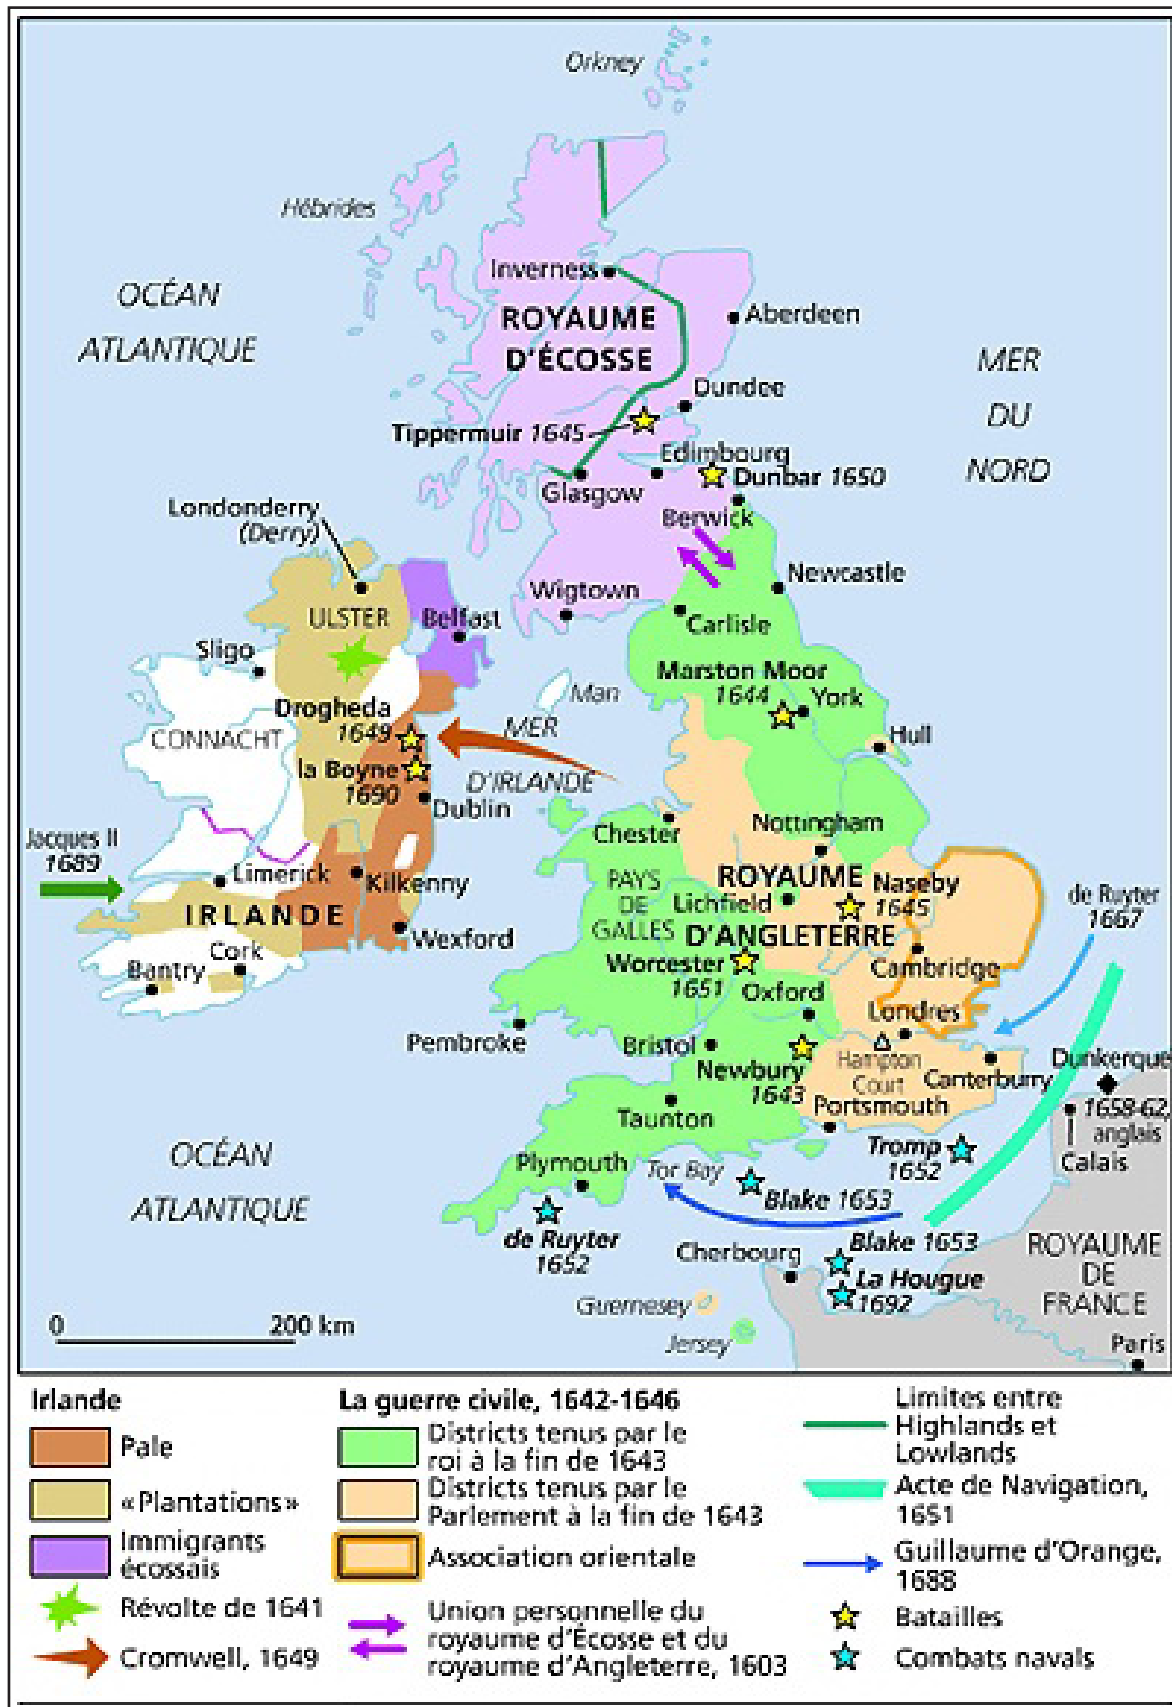 Orkney
Hébrides
OCÉAN
ATLANTIQUE
Inverness
ROYAUME
D'ÉCOSSE
Aberdeen
MER
DU
NORD
Dundee
Tippermuir 1645
Edimbourg
Glasgow
Dunbar 1650
Berwick
Londonderry
(Derry)
Newcastle
Wigtown
ULSTER
Belfast
Carlisle
Sligo
Marston Moor
1644
York
Man
Drogheda
1649
MER
D'IRLANDE
CONNACHT
Hull
la Boyne
1690
Dublin
Chester
Nottingham
Jacques II
1689
Limerick
Kilkenny
PAYS
DE
GALLES
ROYAUME
D'ANGLETERRE
Lichfield
Naseby
1645
de Ruyter
1667
IRLANDE
Wexford
Cork
Bantry
Worcester
1651
Cambridge
Oxford
Londres
Pembroke
Bristol
Hampton
Court
Canterburry
Dunkerque
1658-62,
anglais
Newbury
1643
Taunton
Portsmouth
Calais
OCÉAN
ATLANTIQUE
Plymouth
Tor Bay
Tromp
1652
Blake 1653
de Ruyter
1652
Cherbourg
Blake 1653
La Hougue
1692
ROYAUME
DE
FRANCE
Guernesey
Jersey
Paris
0 200 km
Irlande
Pale
«Plantations»
Immigrants
écossais
Révolte de 1641
Cromwell, 1649
La guerre civile, 1642-1646
Districts tenus par le
roi à la fin de 1643
Districts tenus par le
Parlement à la fin de 1643
Association orientale
Union personnelle du
royaume d'Écosse et du
royaume d'Angleterre, 1603
Limites entre
Highlands et
Lowlands
Acte de Navigation,
1651
Guillaume d'Orange,
1688
Batailles
Combats navals